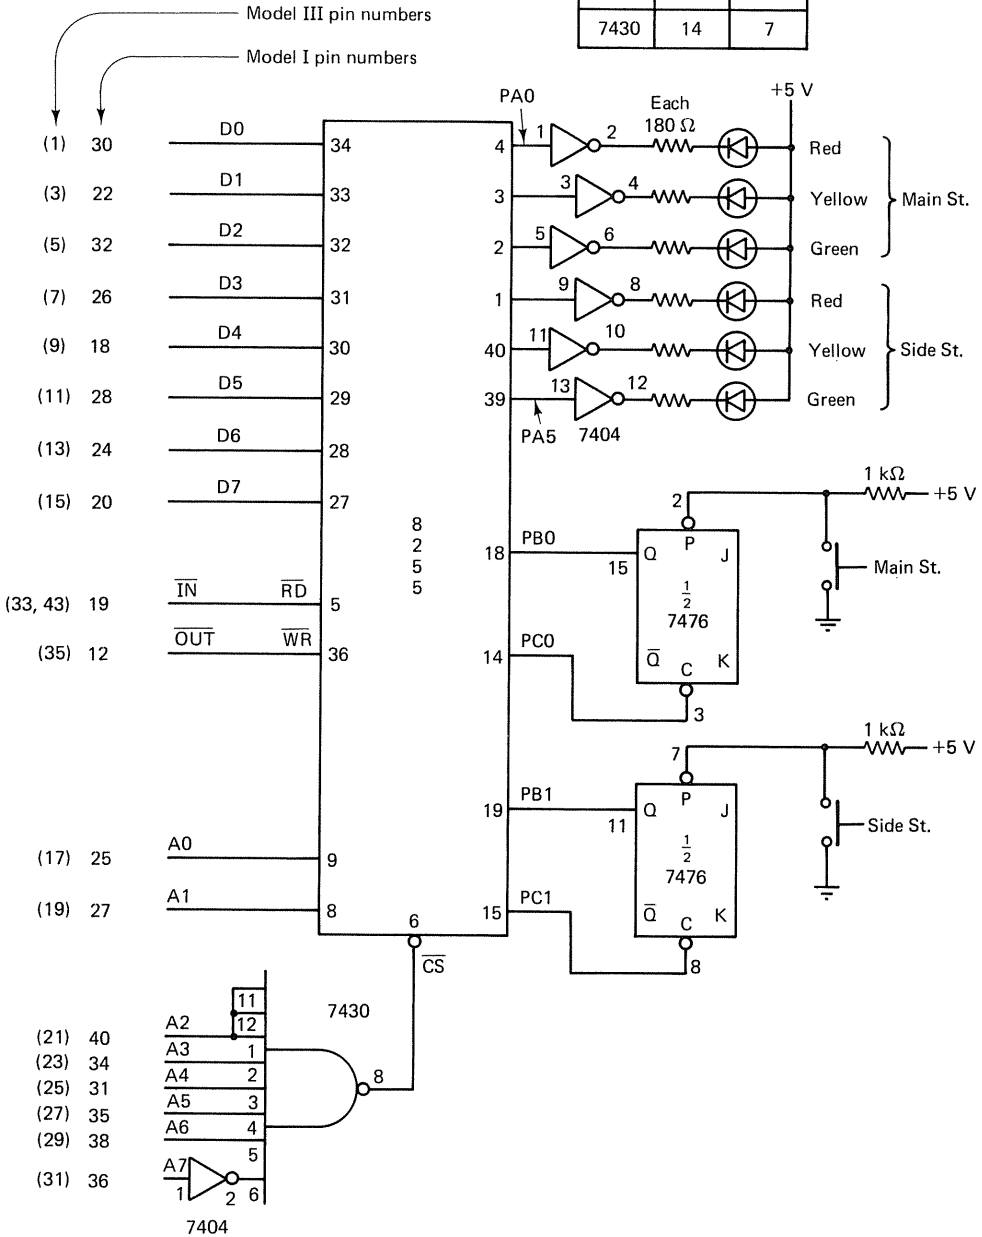 Model III pin numbers
7430 14 7
Model I pin numbers
+5 V
PA0
Each
180 Ω
(1) 30 D0 34 4 1 2 Red
(3) 22 D1 33 3 3 4 Yellow Main St.
(5) 32 D2 32 2 5 6 Green
(7) 26 D3 31 1 9 8 Red
(9) 18 D4 30 40 11 10 Yellow Side St.
(11) 28 D5 29 39 13 12 Green
PA5 7404
(13) 24 D6 28
1 kΩ
(15) 20 D7 27 2 +5 V
8
2
5
5
18 PB0 15 Q P J
Main St.
1/2
7476
(33, 43) 19 IN RD 5
(35) 12 OUT WR 36
14 PC0 Q C K
3
1 kΩ
7 +5 V
19 PB1 11 Q P J
Side St.
1/2
7476
(17) 25 A0 9
(19) 27 A1 8
15 PC1 Q C K
8
6
CS
7430
11
(21) 40 A2 12
(23) 34 A3 1
(25) 31 A4 2 8
(27) 35 A5 3
(29) 38 A6 4
5
(31) 36 A7 1 2 6
7404